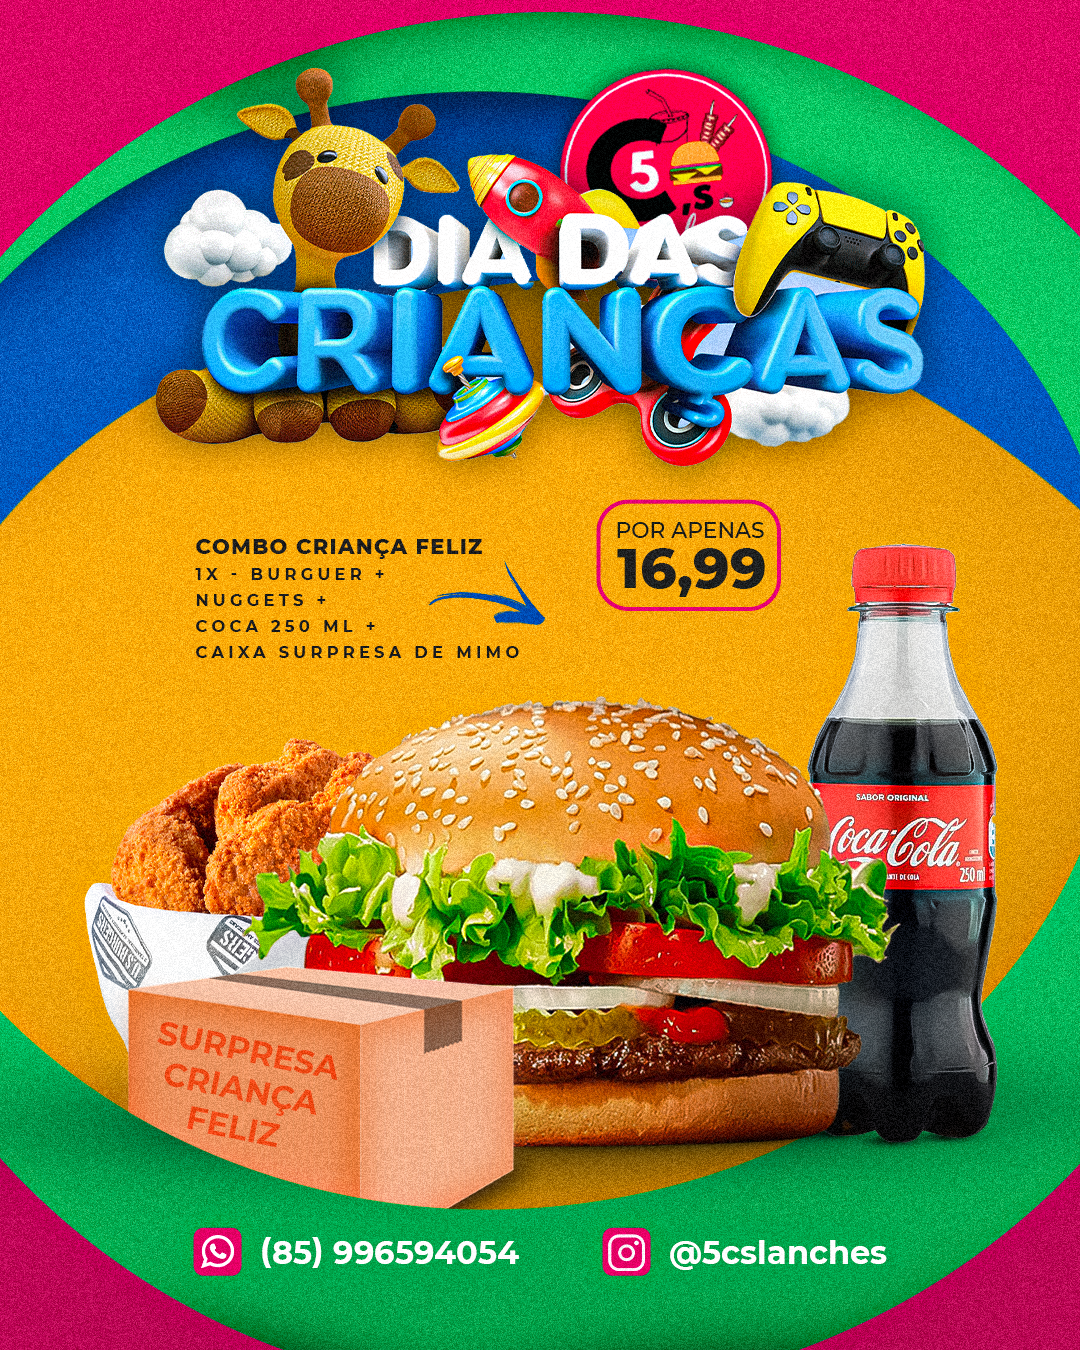 C
5
's
DIA DAS
CRIANÇAS
POR APENAS
16,99
COMBO CRIANÇA FELIZ
1X - BURGUER +
NUGGETS +
COCA 250 ML +
CAIXA SURPRESA DE MIMO
SABOR ORIGINAL
Coca-Cola
250 ml
SURPRESA
CRIANÇA
FELIZ
(85) 996594054
@5cslanches